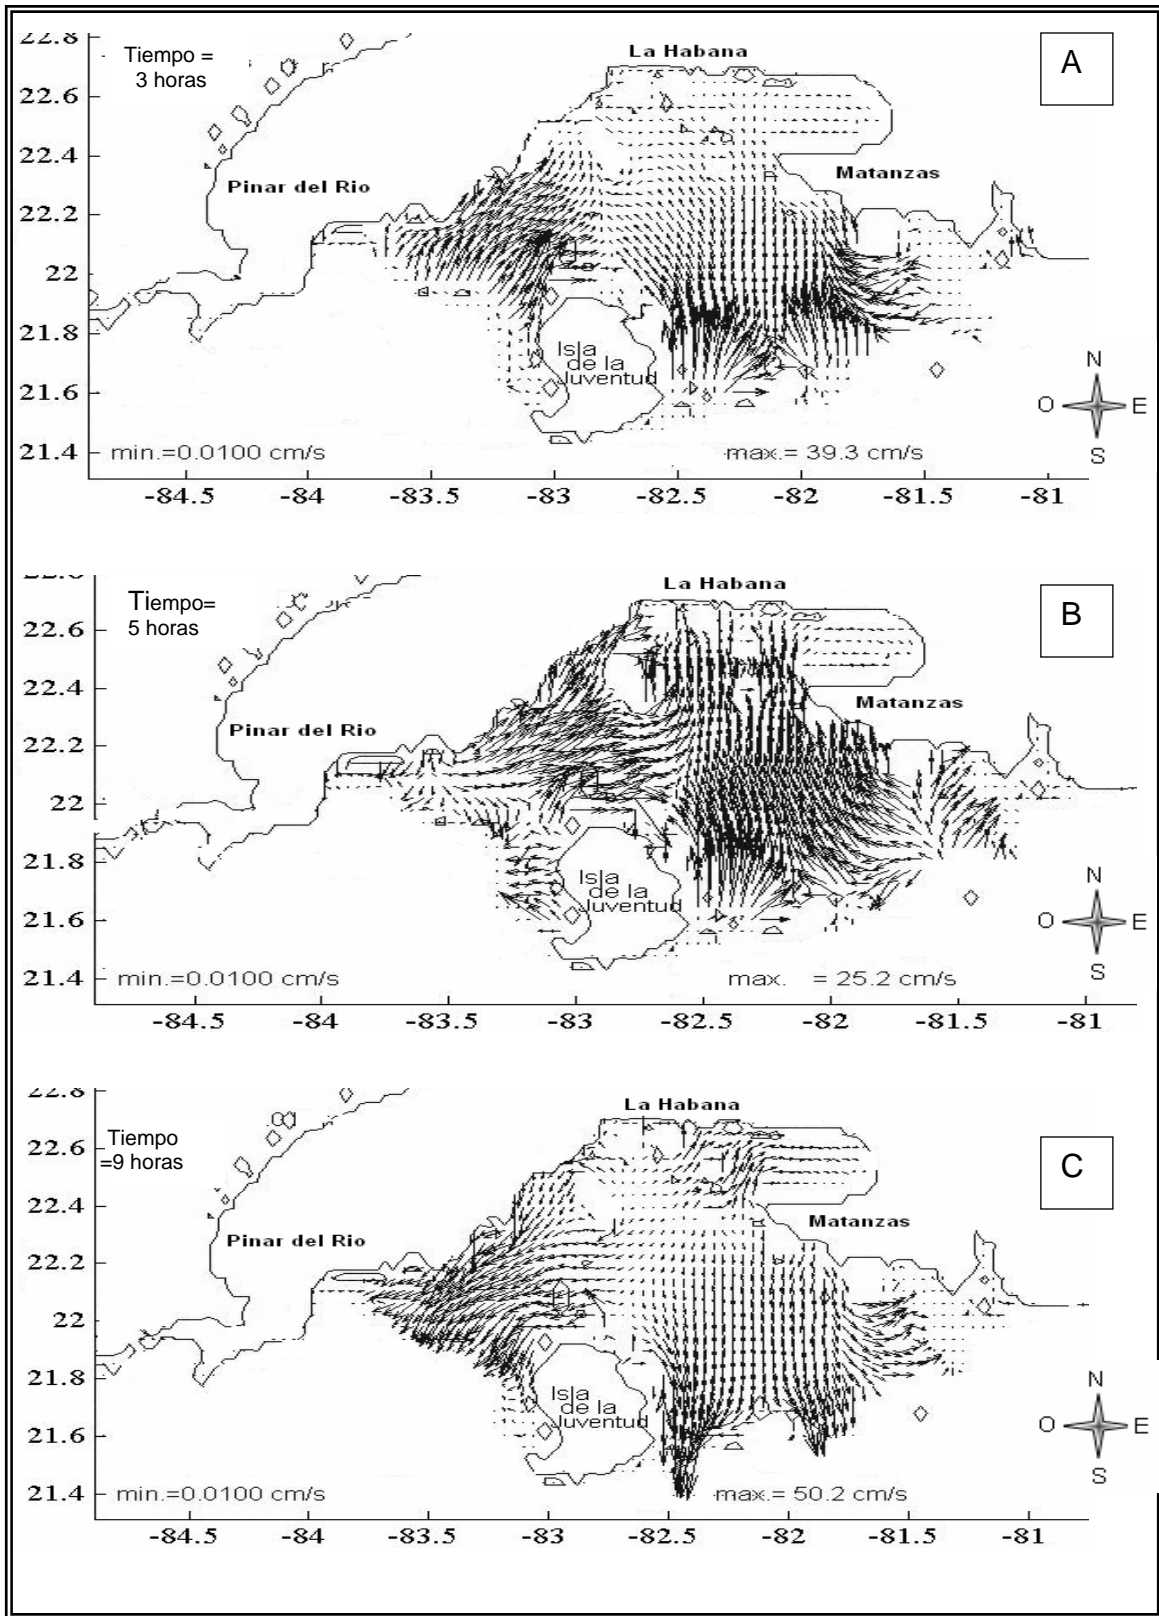 22.8
Tiempo =
3 horas
La Habana
A
22.6
22.4
Pinar del Rio
Matanzas
22.2
22
21.8
Isla
de la
Juventud
N
21.6
O E
21.4
min.=0.0100 cm/s
max.= 39.3 cm/s
S
-84.5 -84 -83.5 -83 -82.5 -82 -81.5 -81
La Habana
Tiempo=
5 horas
B
22.6
22.4
Pinar del Rio
Matanzas
22.2
22
21.8
Isla
de la
Juventud
N
21.6
O E
21.4
min.=0.0100 cm/s
max. = 25.2 cm/s
S
-84.5 -84 -83.5 -83 -82.5 -82 -81.5 -81
22.8
La Habana
Tiempo
=9 horas
C
22.6
22.4
Pinar del Rio
Matanzas
22.2
22
21.8
Isla
de la
Juventud
N
21.6
O E
21.4
min.=0.0100 cm/s
max.= 50.2 cm/s
S
-84.5 -84 -83.5 -83 -82.5 -82 -81.5 -81